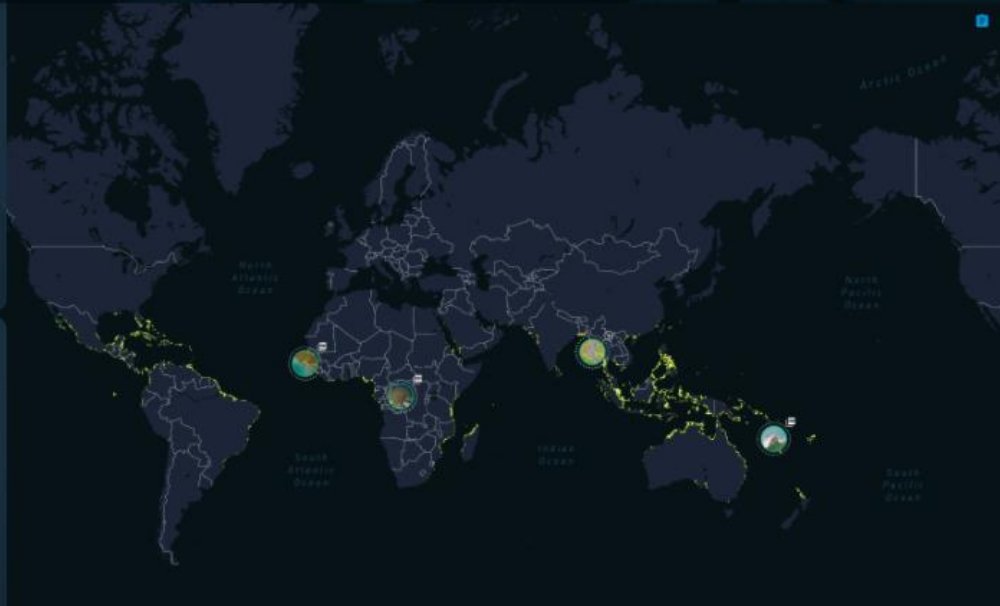 Arctic Ocean
North
Atlantic
Ocean
North
Pacific
Ocean
Indian
Ocean
South
Atlantic
Ocean
South
Pacific
Ocean